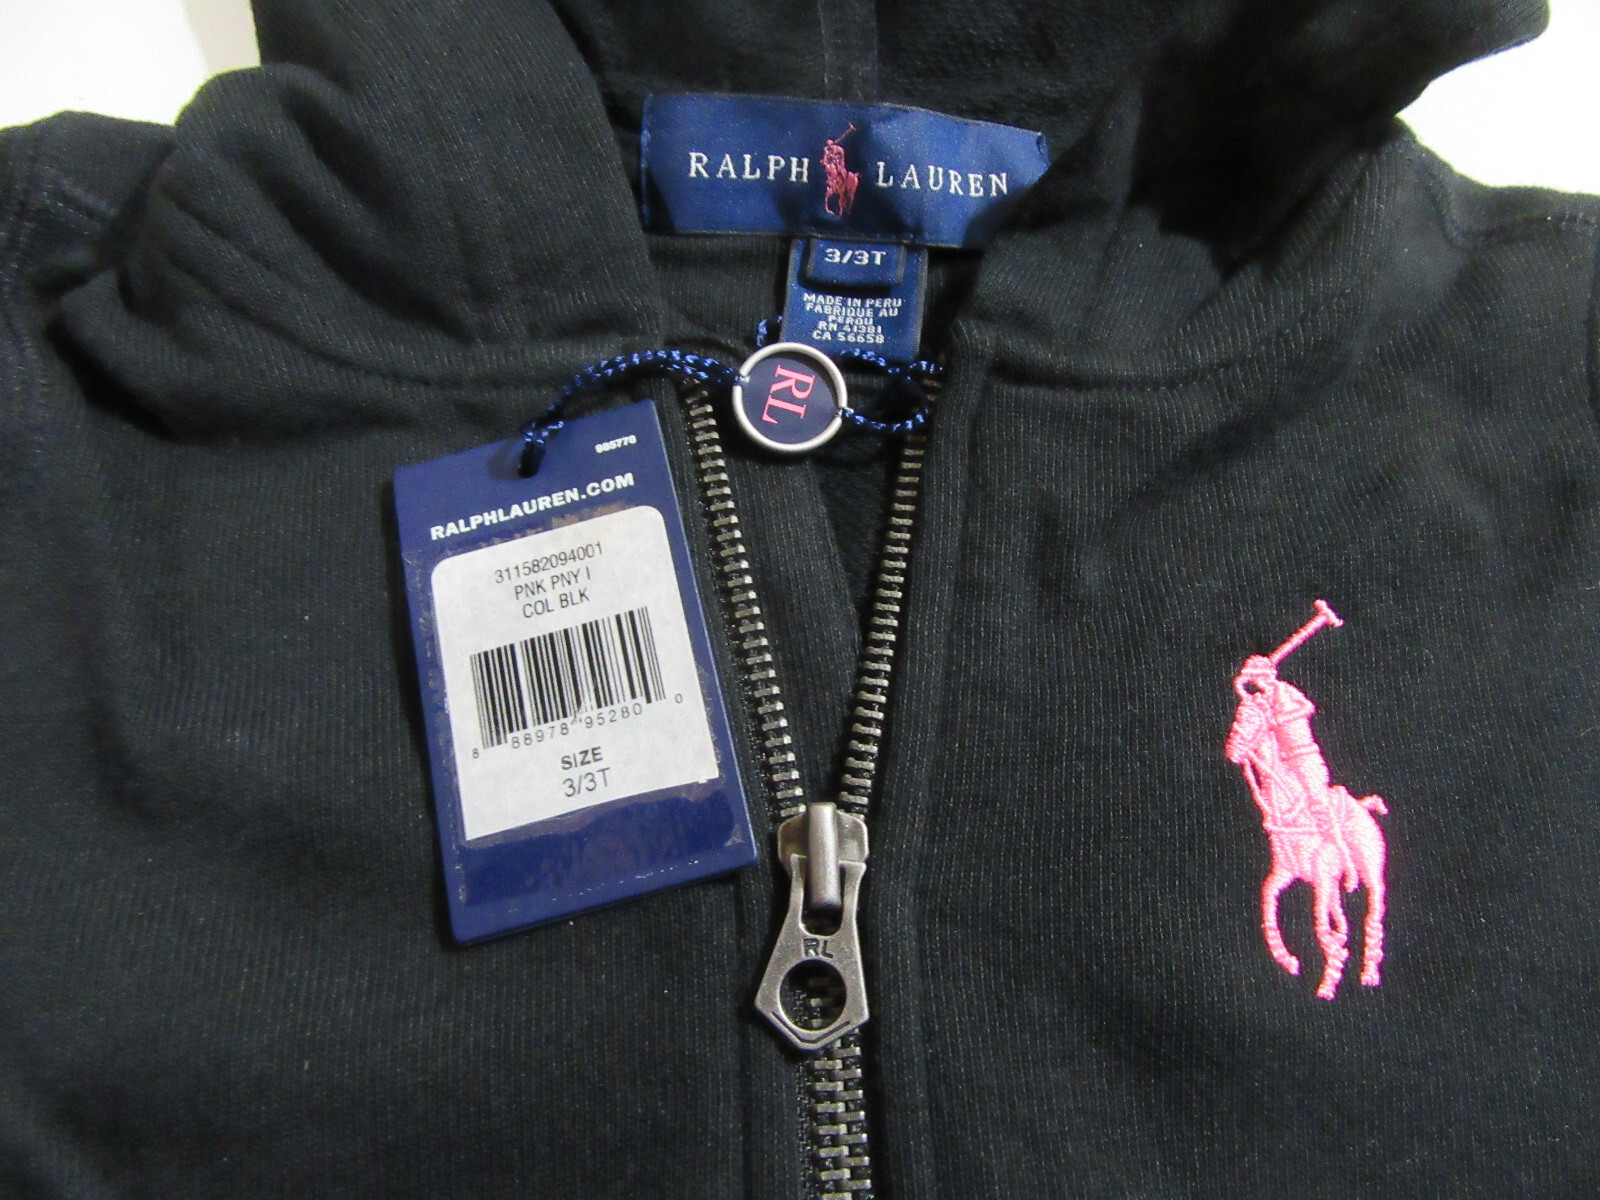 RALPH LAUREN
3/3T
MADE IN PERU
FABRIQUE AU
PEROU
RN 41381
CA 56658
RL
005770
RALPHLAUREN.COM
311582094001
PNK PNY I
COL BLK
8 88978 95280 0
SIZE
3/3T
RL